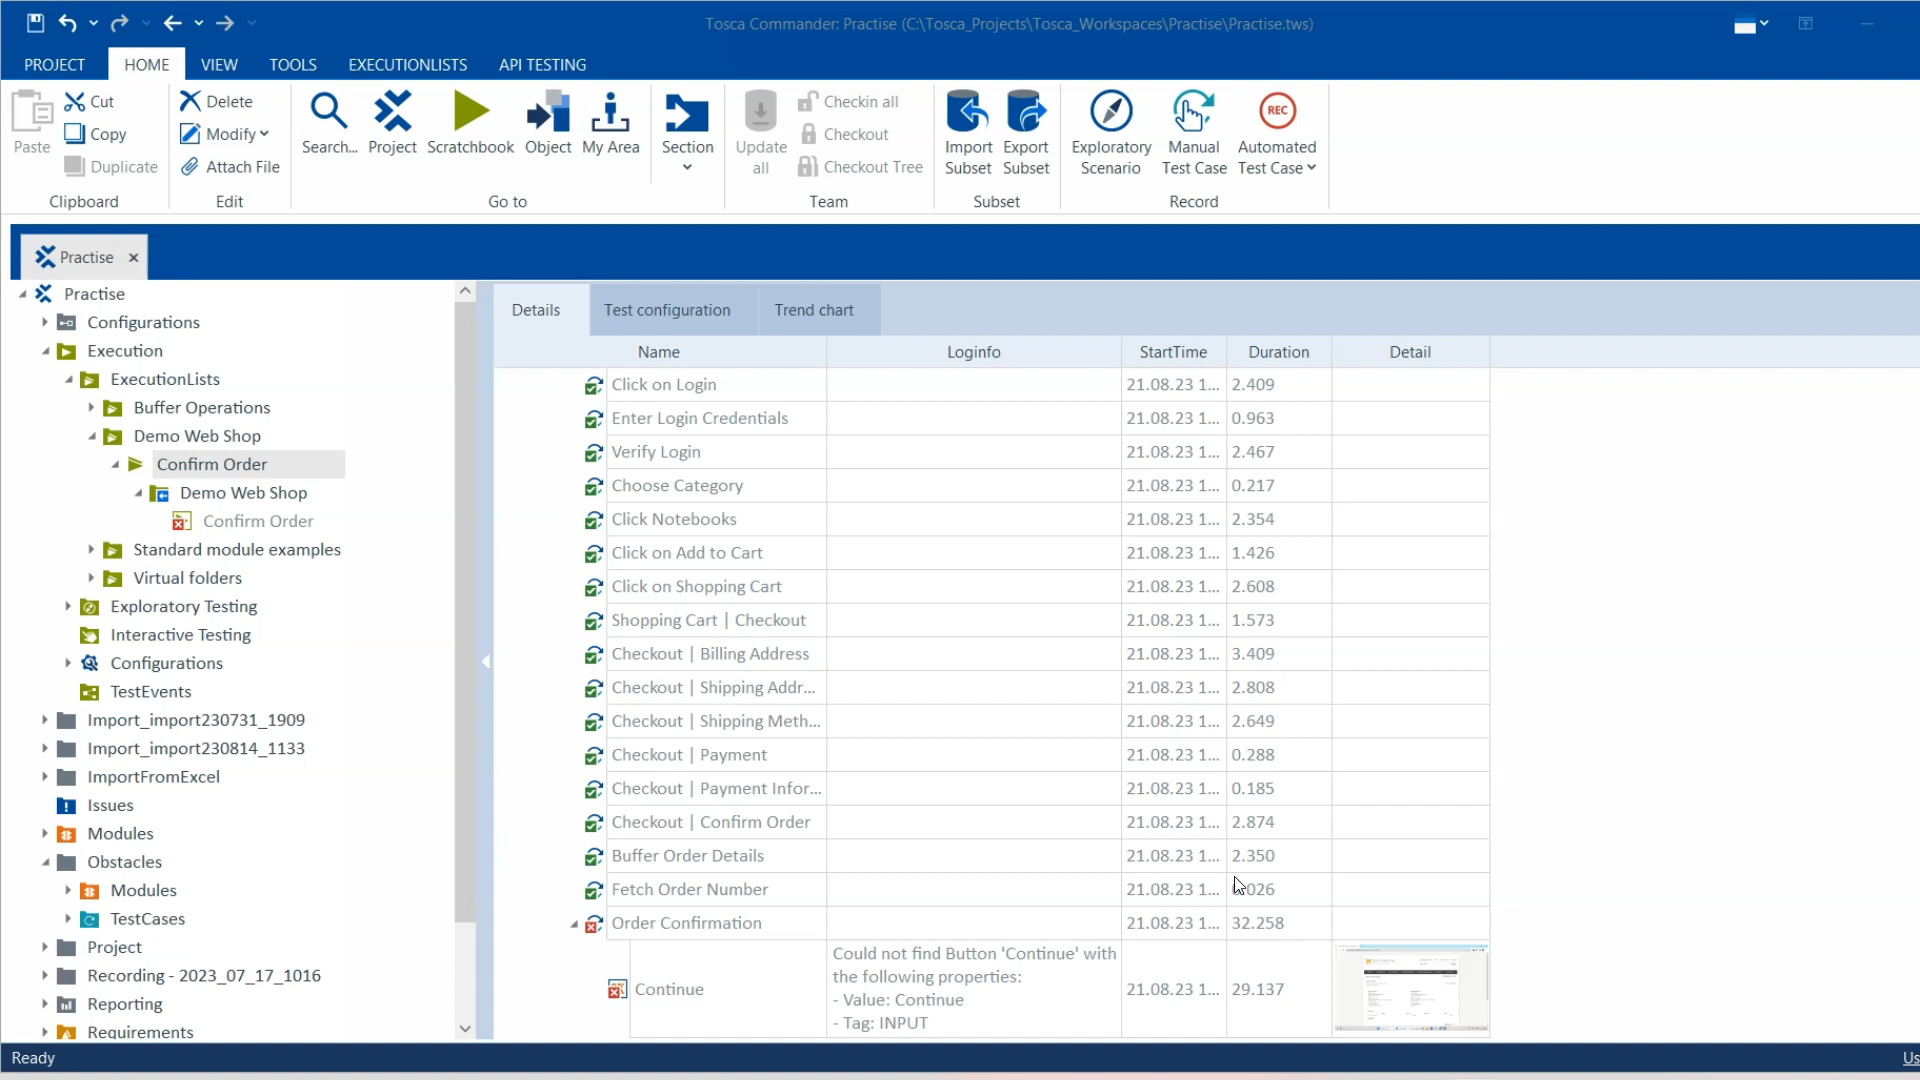 Tosca Commander: Practise (C:\Tosca_Projects\Tosca_Workspaces\Practise\Practise.tws)
PROJECT HOME VIEW TOOLS EXECUTIONLISTS API TESTING
Paste
Cut
Copy
Duplicate
Clipboard
Delete
Modify
Attach File
Edit
Search...
Project
Scratchbook
Object
My Area
Section
Go to
Update all
Checkin all
Checkout
Checkout Tree
Team
Import Subset
Export Subset
Subset
Exploratory Scenario
Manual Test Case
REC
Automated Test Case
Record
Practise
Practise
Configurations
Execution
ExecutionLists
Buffer Operations
Demo Web Shop
Confirm Order
Demo Web Shop
Confirm Order
Standard module examples
Virtual folders
Exploratory Testing
Interactive Testing
Configurations
TestEvents
Import_import230731_1909
Import_import230814_1133
ImportFromExcel
Issues
Modules
Obstacles
Modules
TestCases
Project
Recording - 2023_07_17_1016
Reporting
Requirements
Details Test configuration Trend chart
Name Loginfo StartTime Duration Detail
Click on Login 21.08.23 1... 2.409
Enter Login Credentials 21.08.23 1... 0.963
Verify Login 21.08.23 1... 2.467
Choose Category 21.08.23 1... 0.217
Click Notebooks 21.08.23 1... 2.354
Click on Add to Cart 21.08.23 1... 1.426
Click on Shopping Cart 21.08.23 1... 2.608
Shopping Cart | Checkout 21.08.23 1... 1.573
Checkout | Billing Address 21.08.23 1... 3.409
Checkout | Shipping Addr... 21.08.23 1... 2.808
Checkout | Shipping Meth... 21.08.23 1... 2.649
Checkout | Payment 21.08.23 1... 0.288
Checkout | Payment Infor... 21.08.23 1... 0.185
Checkout | Confirm Order 21.08.23 1... 2.874
Buffer Order Details 21.08.23 1... 2.350
Fetch Order Number 21.08.23 1...
Order Confirmation 21.08.23 1... 32.258
Could not find Button 'Continue' with
the following properties:
- Value: Continue
- Tag: INPUT
Continue 21.08.23 1... 29.137
Ready
Us